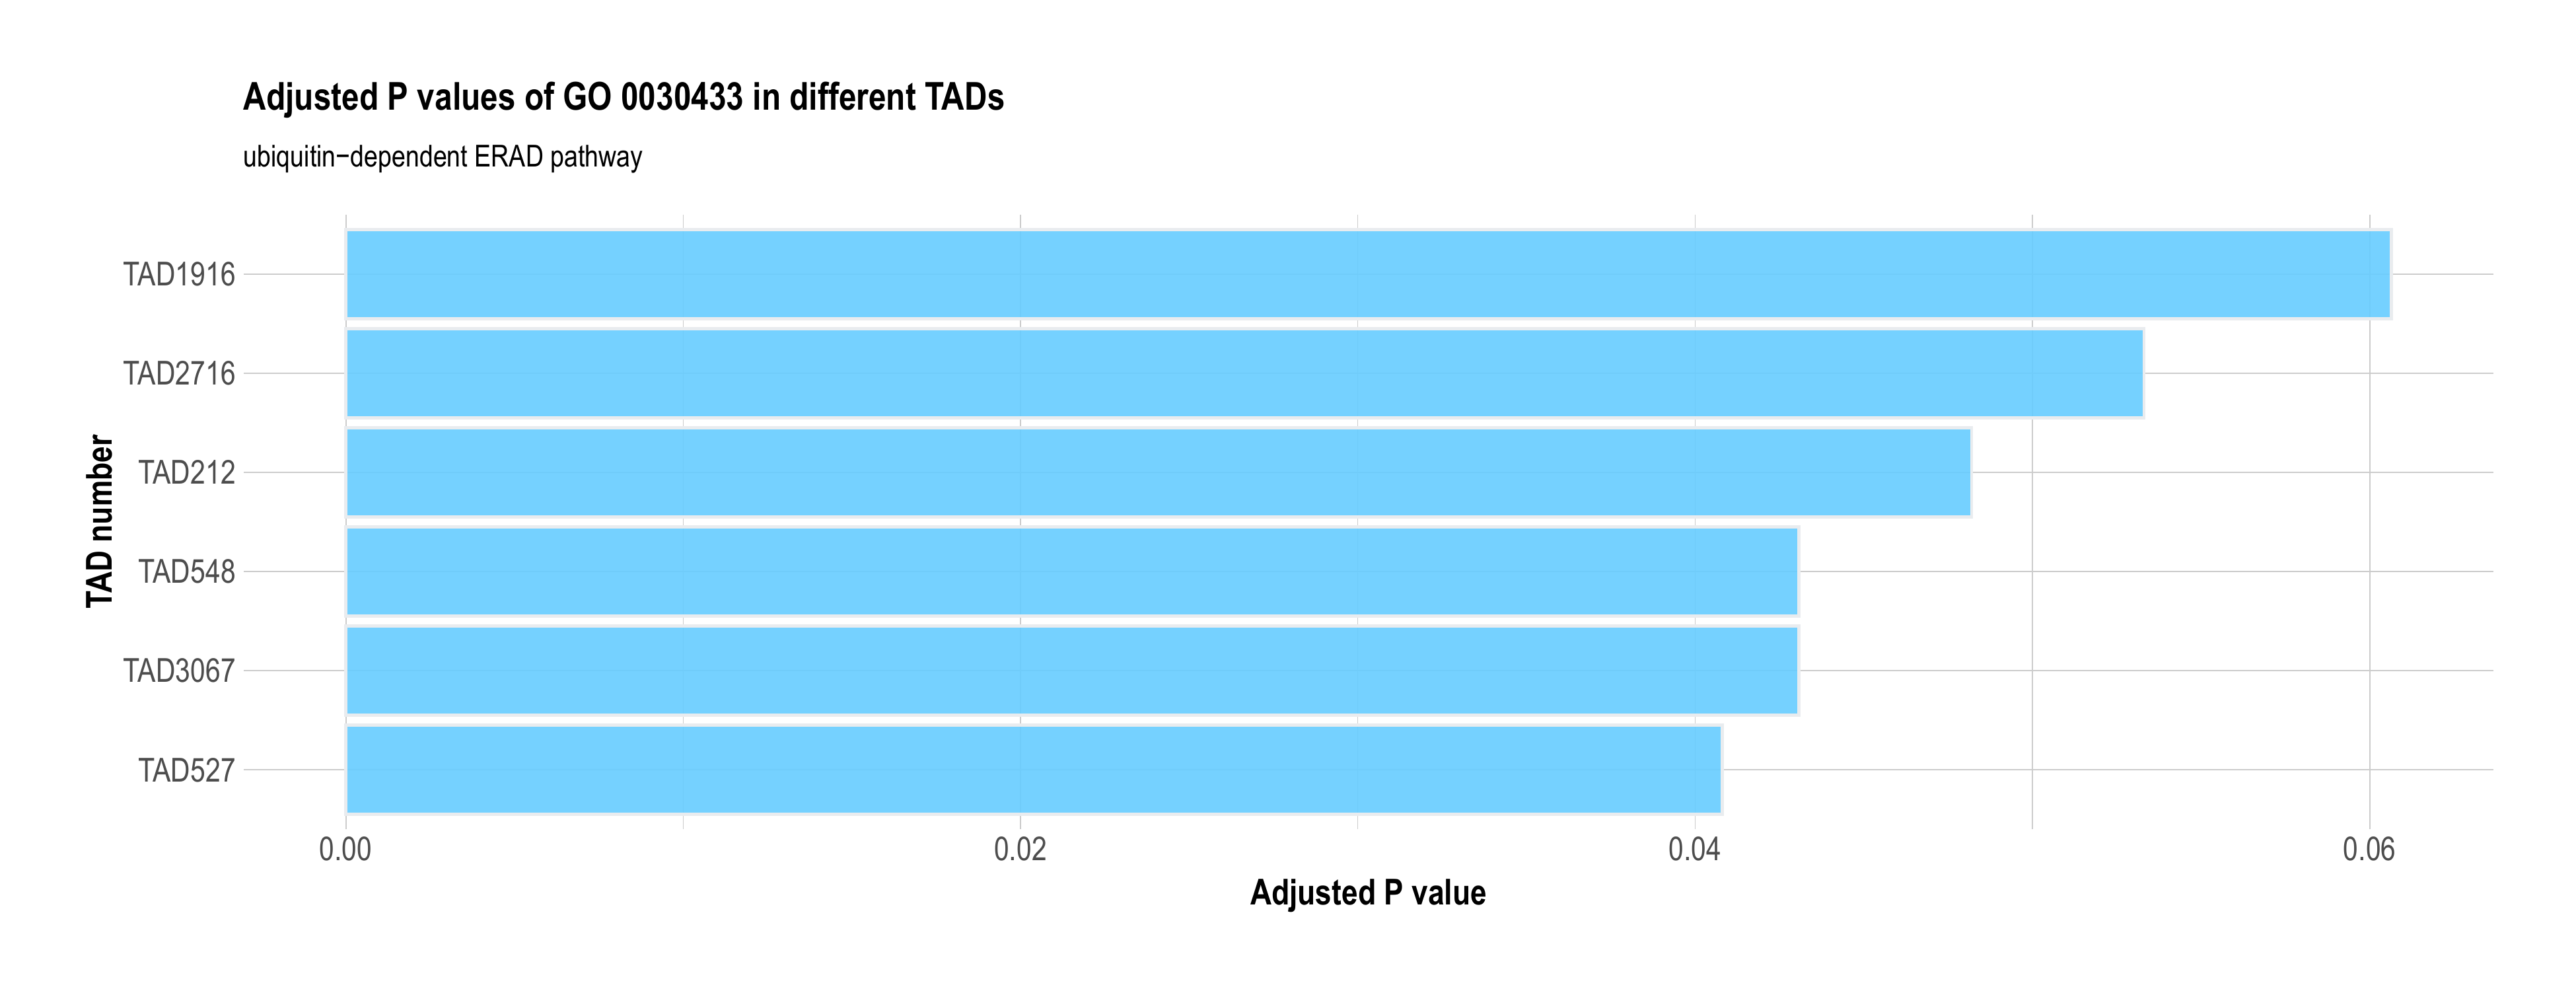 Adjusted P values of GO 0030433 in different TADs
ubiquitin−dependent ERAD pathway
TAD number
TAD1916
TAD2716
TAD212
TAD548
TAD3067
TAD527
0.00 0.02 0.04 0.06
Adjusted P value